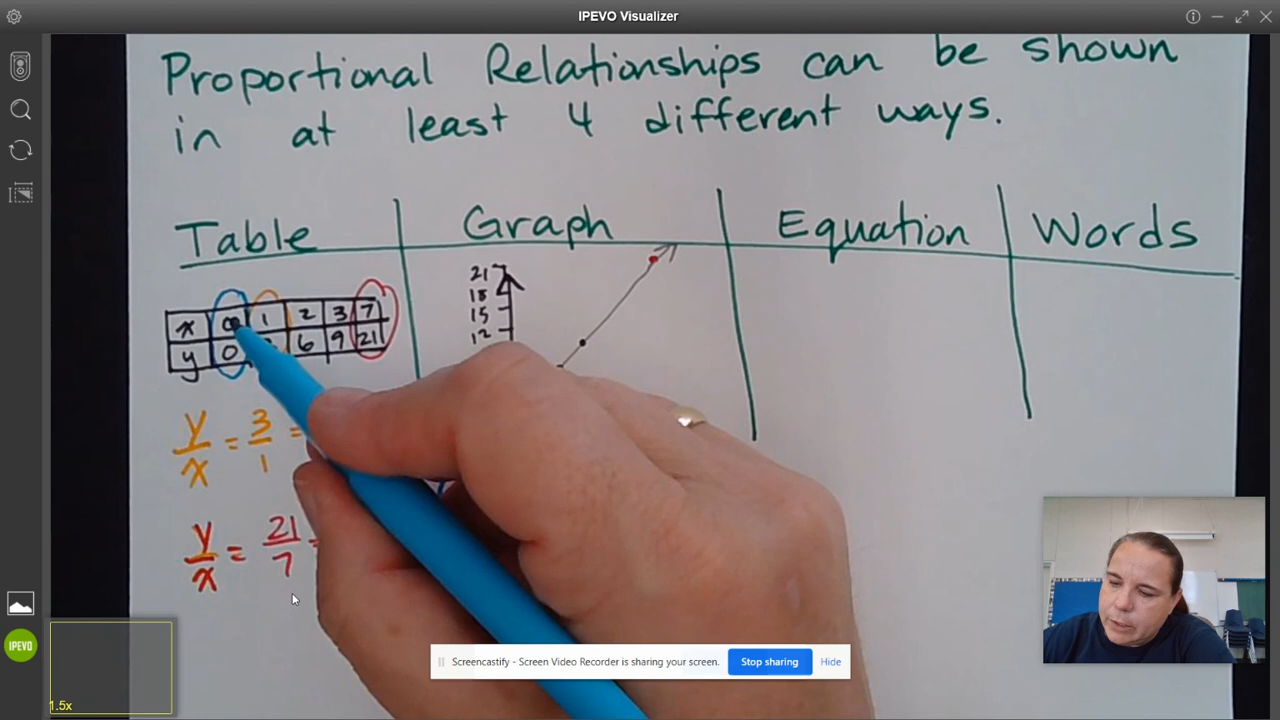 IPEVO Visualizer
Proportional Relationships can be shown
in at least 4 different ways.
Table Graph Equation Words
x 0 1 2 3 7
y 0 6 9 21
21
18
15
12
y/x = 3/1 =
y/x = 21/7 =
IPEVO
1.5x
Screencastify - Screen Video Recorder is sharing your screen. Stop sharing Hide